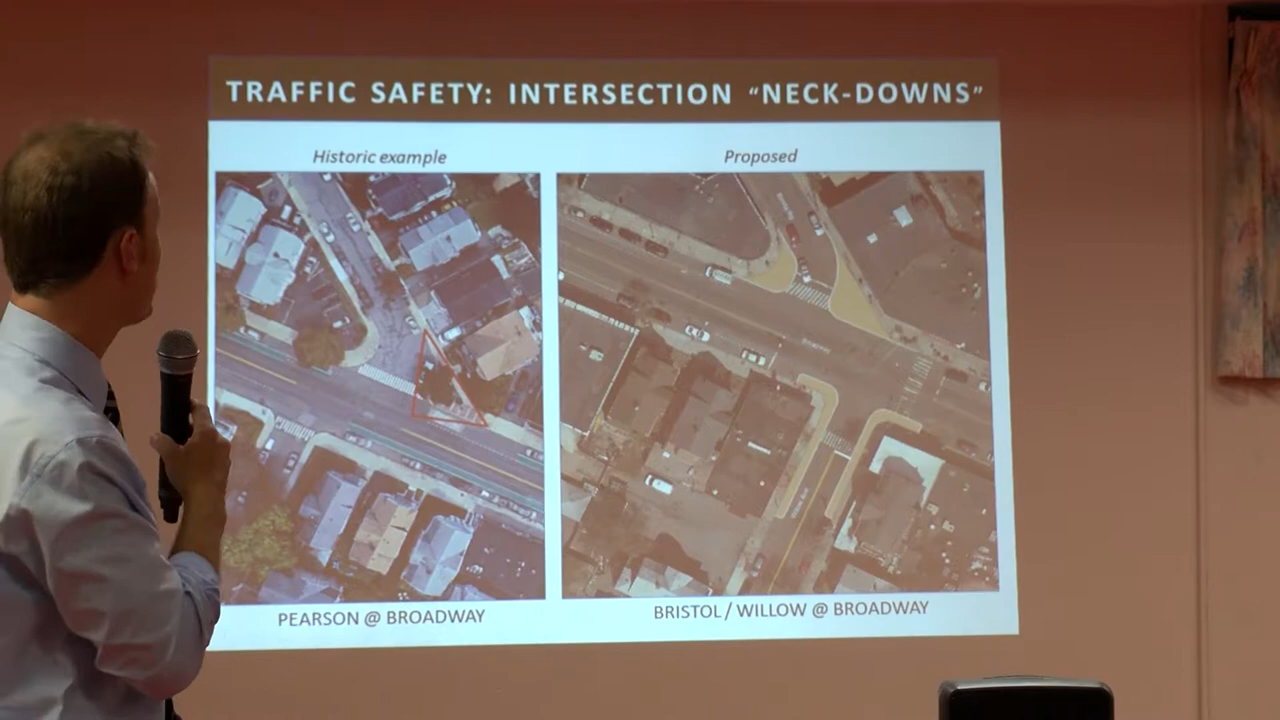 TRAFFIC SAFETY: INTERSECTION “NECK-DOWNS”
Historic example
Proposed
PEARSON @ BROADWAY
BRISTOL / WILLOW @ BROADWAY